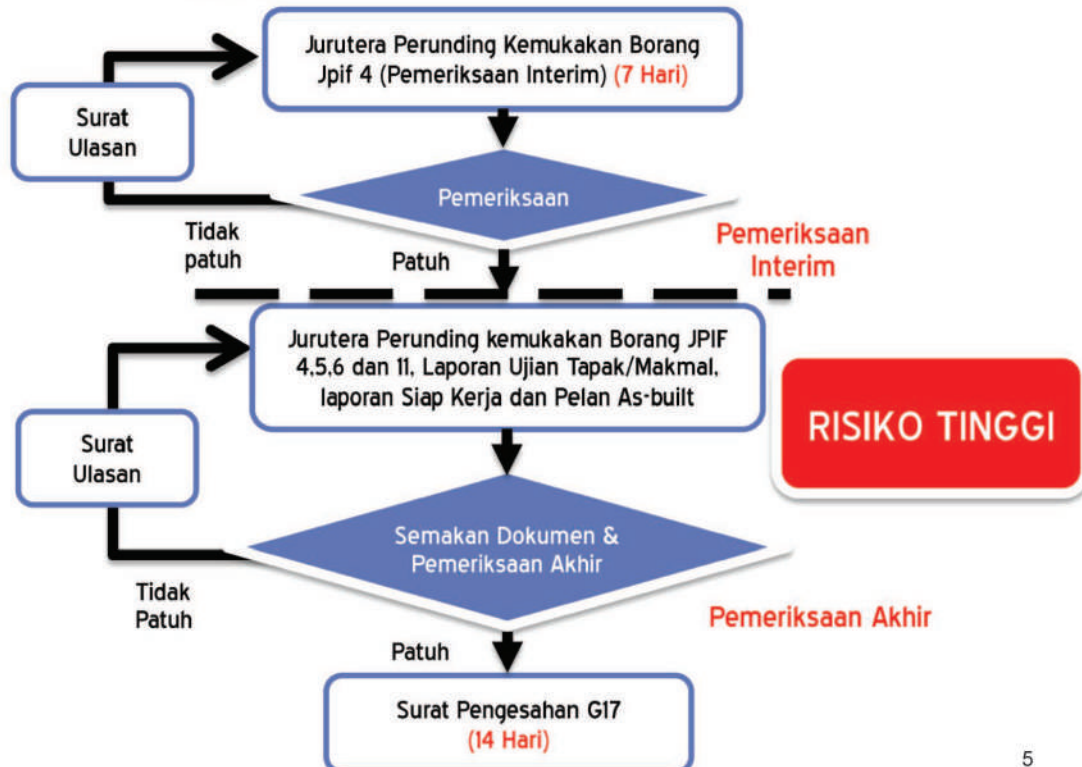 Jurutera Perunding Kemukakan Borang
Jpif 4 (Pemeriksaan Interim) (7 Hari)
Surat
Ulasan
Pemeriksaan
Tidak
patuh
Patuh
Pemeriksaan
Interim
Jurutera Perunding kemukakan Borang JPIF
4,5,6 dan 11, Laporan Ujian Tapak/Makmal,
laporan Siap Kerja dan Pelan As-built
RISIKO TINGGI
Surat
Ulasan
Semakan Dokumen &
Pemeriksaan Akhir
Tidak
Patuh
Pemeriksaan Akhir
Patuh
Surat Pengesahan G17
(14 Hari)
5